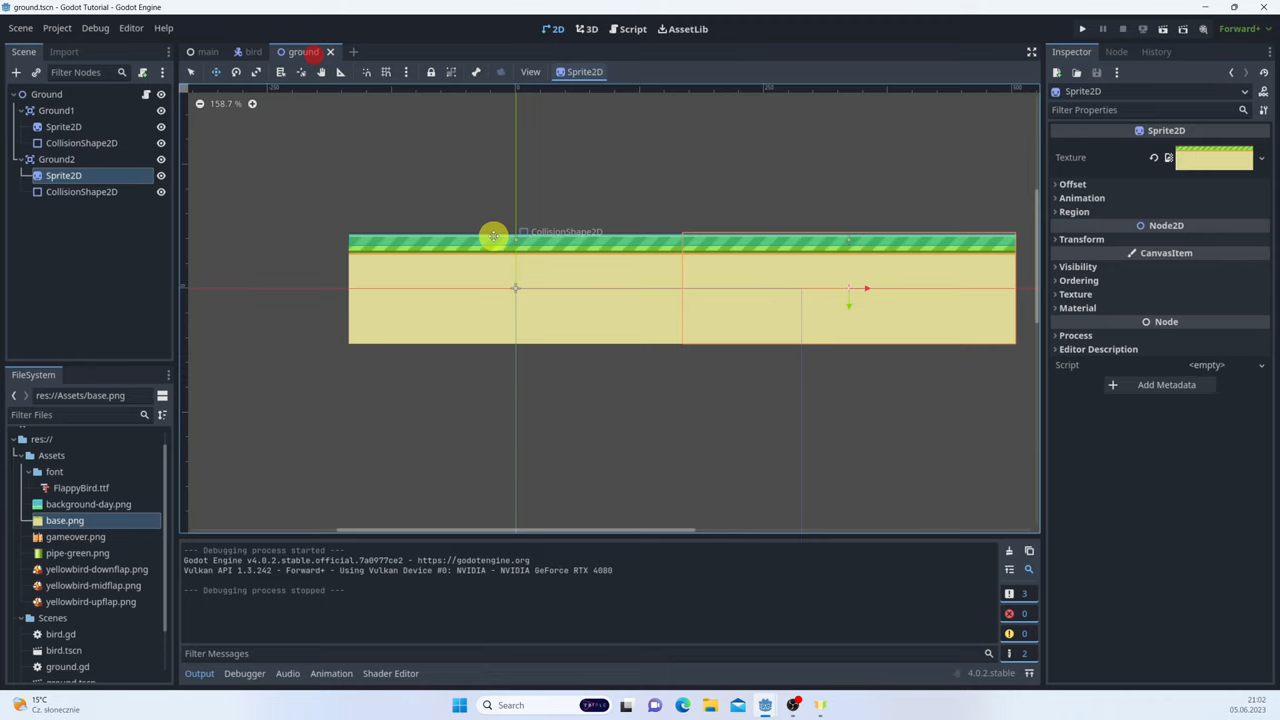 ground.tscn - Godot Tutorial - Godot Engine
Scene Project Debug Editor Help
2D 3D Script AssetLib
Forward+
Scene Import
main bird ground
Inspector Node History
Filter Nodes
View Sprite2D
Ground
Ground1
Sprite2D
CollisionShape2D
Ground2
Sprite2D
CollisionShape2D
158.7 %
CollisionShape2D
Sprite2D
Filter Properties
Sprite2D
Texture
Offset
Animation
Region
Node2D
Transform
CanvasItem
Visibility
Ordering
Texture
Material
Node
Process
Editor Description
Script <empty>
Add Metadata
FileSystem
res://Assets/base.png
Filter Files
res://
Assets
font
FlappyBird.ttf
background-day.png
base.png
gameover.png
pipe-green.png
yellowbird-downflap.png
yellowbird-midflap.png
yellowbird-upflap.png
Scenes
bird.gd
bird.tscn
ground.gd
--- Debugging process started ---
Godot Engine v4.0.2.stable.official.7a0977ce2 - https://godotengine.org
Vulkan API 1.3.242 - Forward+ - Using Vulkan Device #0: NVIDIA - NVIDIA GeForce RTX 4080
--- Debugging process stopped ---
3
0
0
2
Filter Messages
Output Debugger Audio Animation Shader Editor
4.0.2.stable
15°C
Cz. słonecznie
Search
21:02
05.06.2023